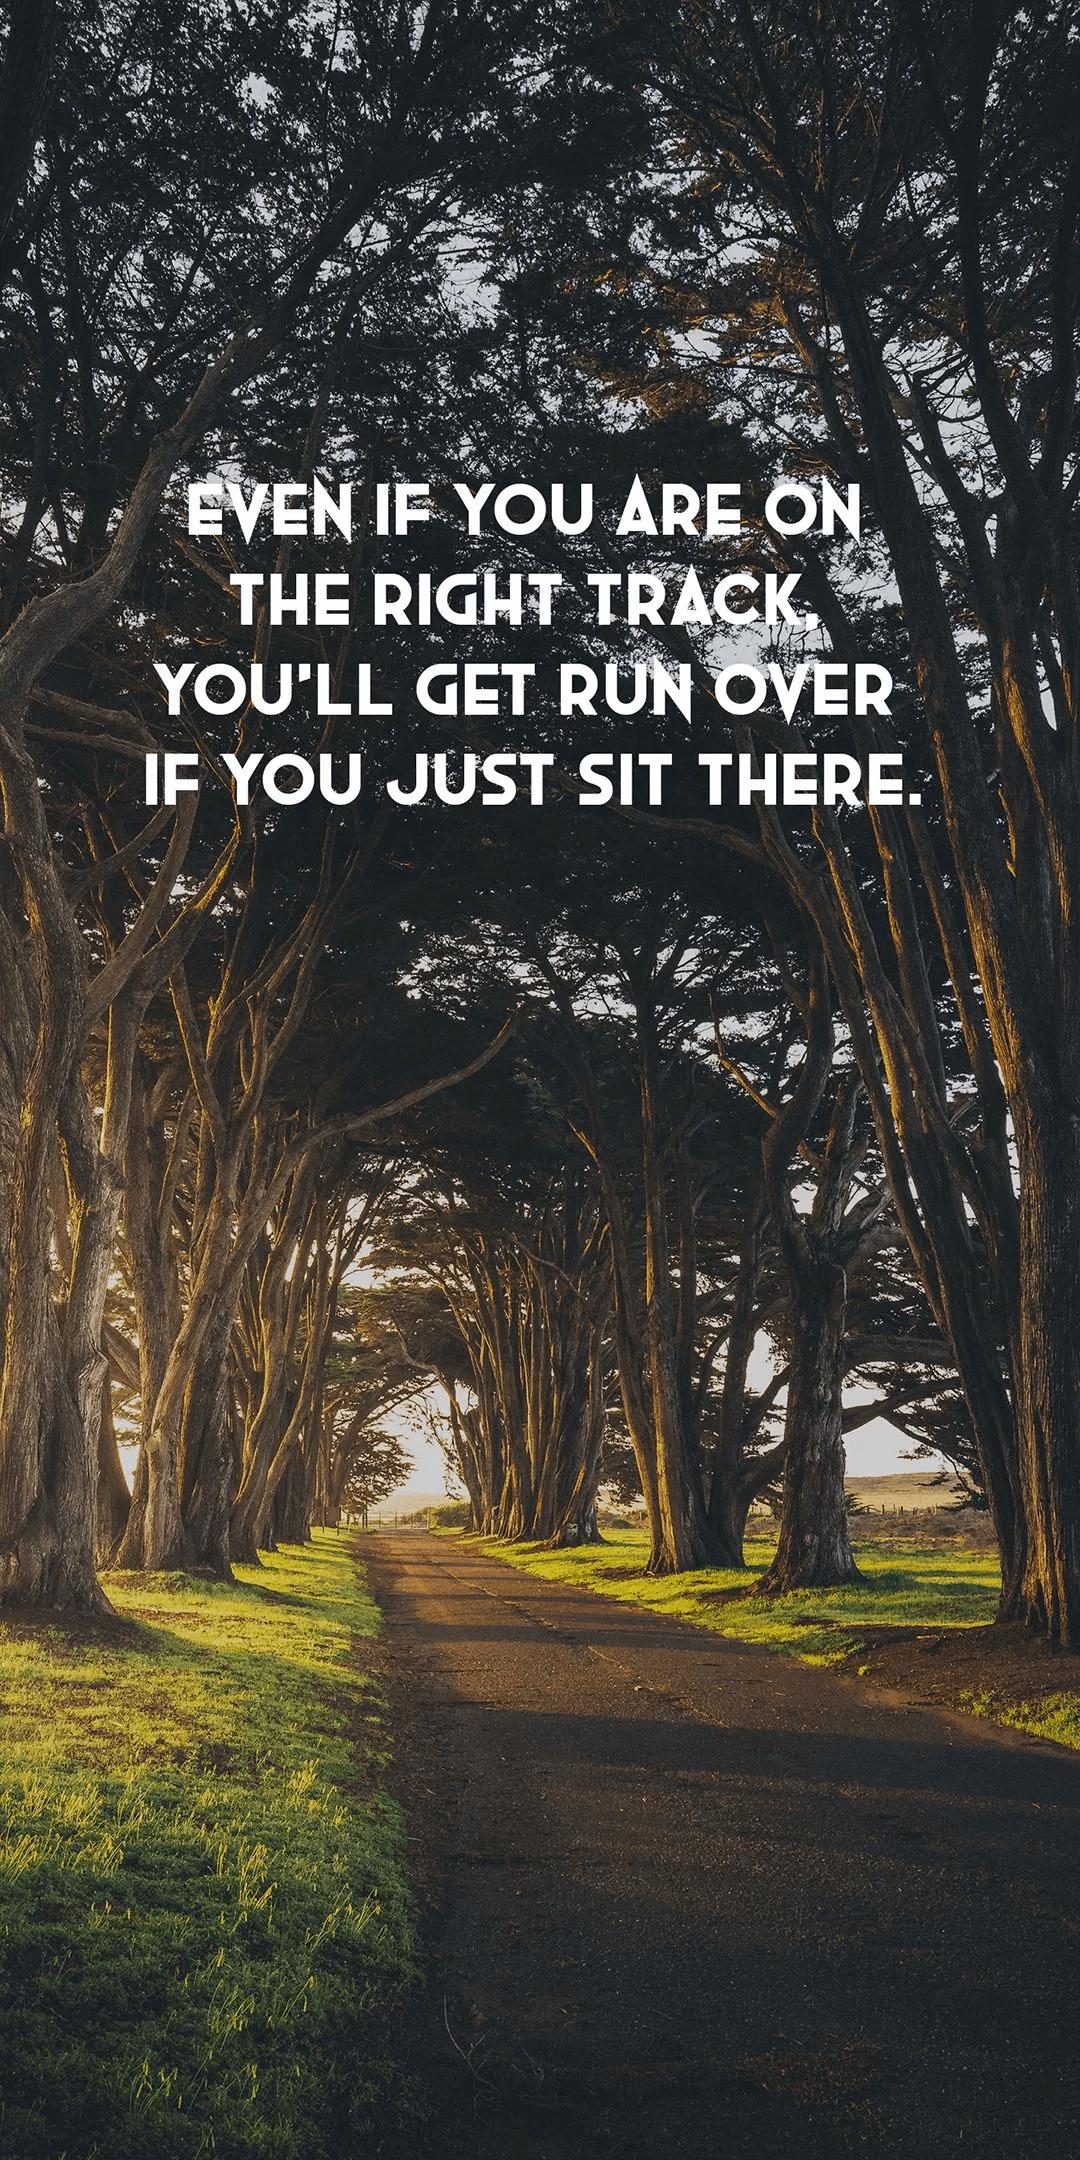 EVEN IF YOU ARE ON
THE RIGHT TRACK,
YOU'LL GET RUN OVER
IF YOU JUST SIT THERE.